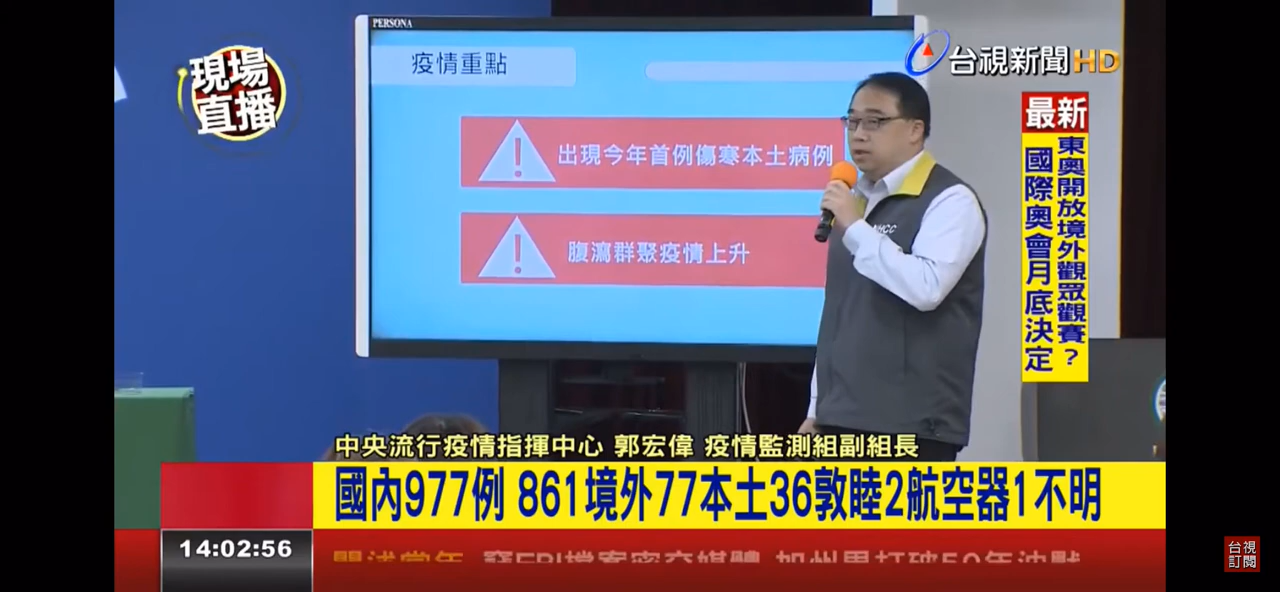 PERSONA
現場
直播
疫情重點
台視新聞HD
出現今年首例傷寒本土病例
腹瀉群聚疫情上升
最新
東奧開放境外觀眾觀賽?
國際奧會月底決定
中央流行疫情指揮中心 郭宏偉 疫情監測組副組長
國內977例 861境外77本土36敦睦2航空器1不明
14:02:56
台視
訂閱